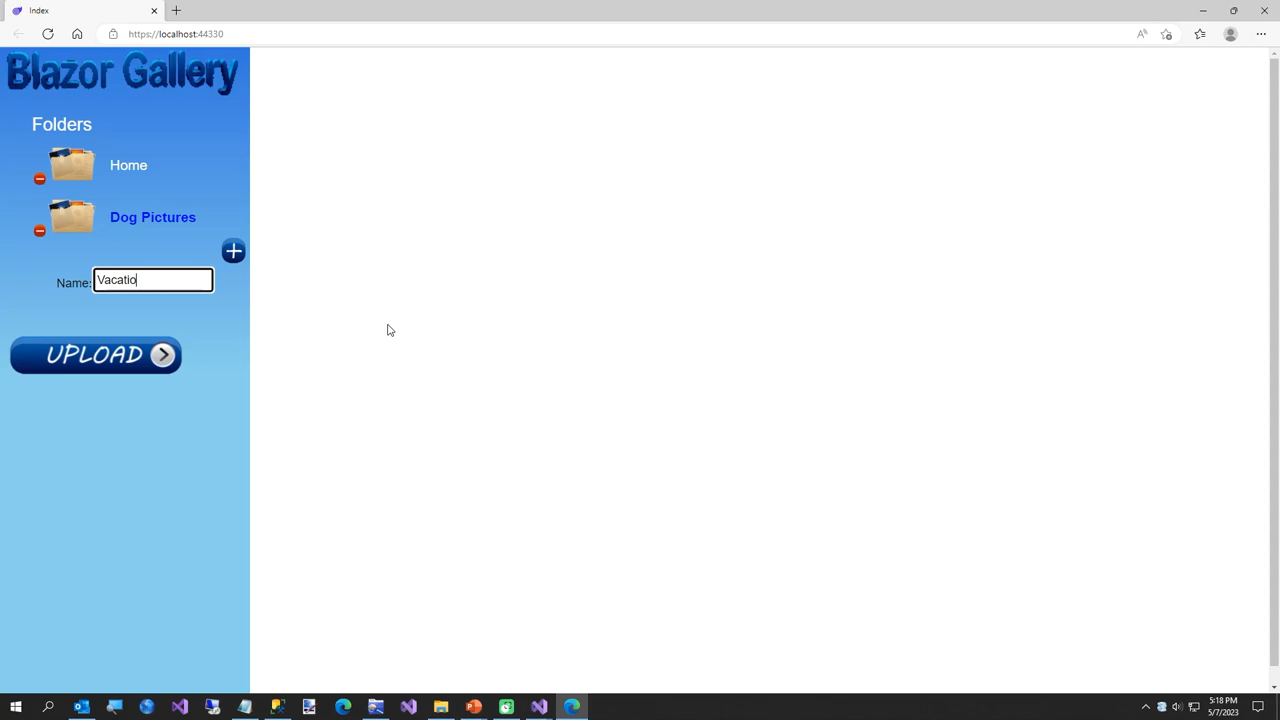 Index
https://localhost:44330
Blazor Gallery
Folders
Home
Dog Pictures
Name: Vacatio
UPLOAD
5:18 PM
5/7/2023